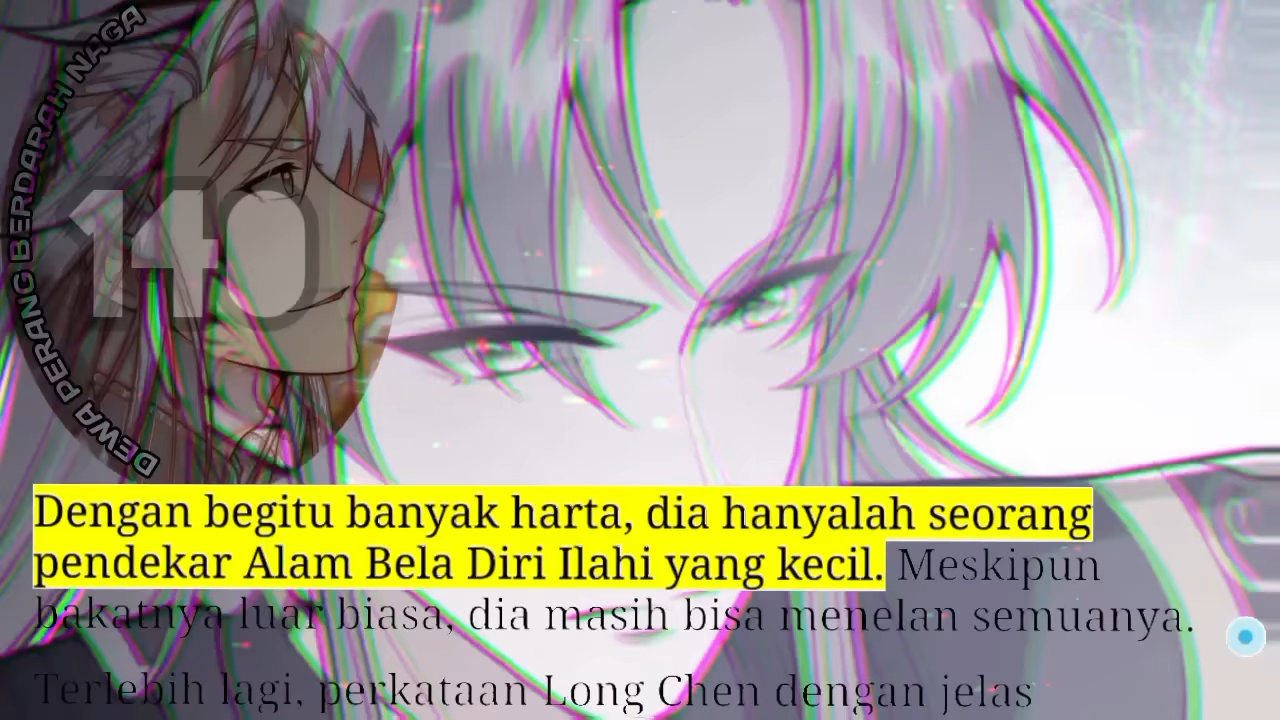 DEWA PERANG BERDARAH NAGA
140
Dengan begitu banyak harta, dia hanyalah seorang
pendekar Alam Bela Diri Ilahi yang kecil. Meskipun
bakatnya luar biasa, dia masih bisa menelan semuanya.
Terlebih lagi, perkataan Long Chen dengan jelas